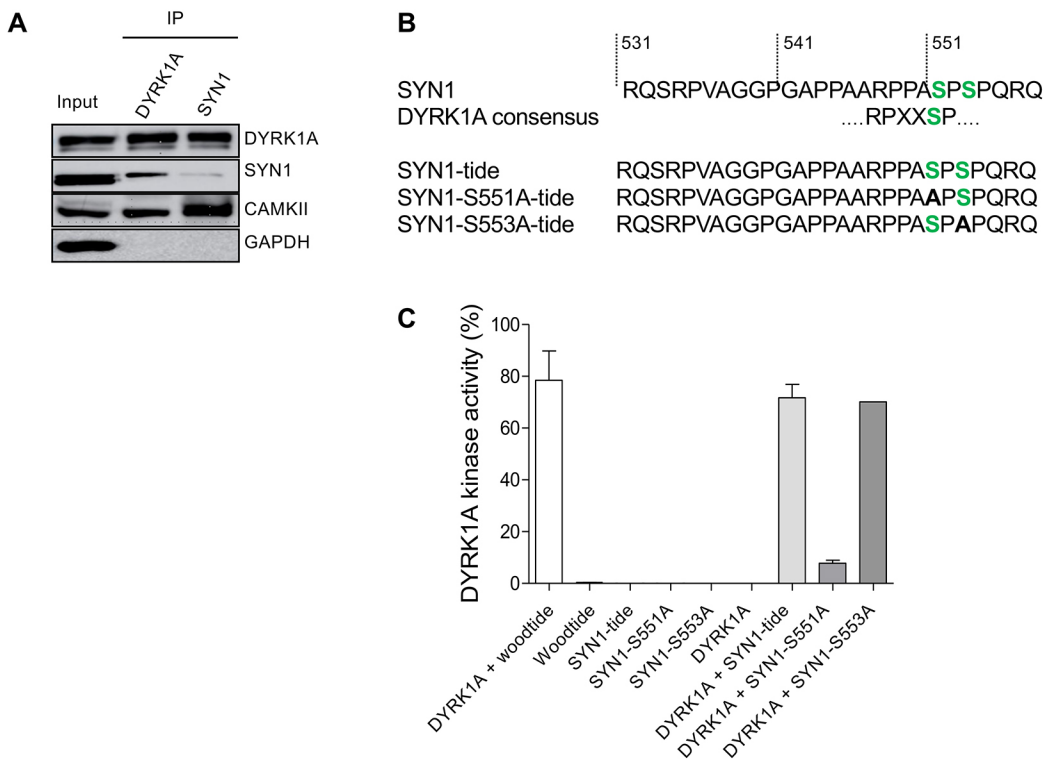 A
IP
Input
DYRK1A
SYN1
DYRK1A
SYN1
CAMKII
GAPDH
B
531 541 551
SYN1 RQSRPVAGGPGAPPAARPPASPSPQRQ
DYRK1A consensus ....RPXXSP....
SYN1-tide RQSRPVAGGPGAPPAARPPASPSPQRQ
SYN1-S551A-tide RQSRPVAGGPGAPPAARPPAAPSPQRQ
SYN1-S553A-tide RQSRPVAGGPGAPPAARPPASPAPQRQ
C
DYRK1A kinase activity (%)
100
80
60
40
20
0
DYRK1A + woodtide
Woodtide
SYN1-tide
SYN1-S551A
SYN1-S553A
DYRK1A
DYRK1A + SYN1-tide
DYRK1A + SYN1-S551A
DYRK1A + SYN1-S553A